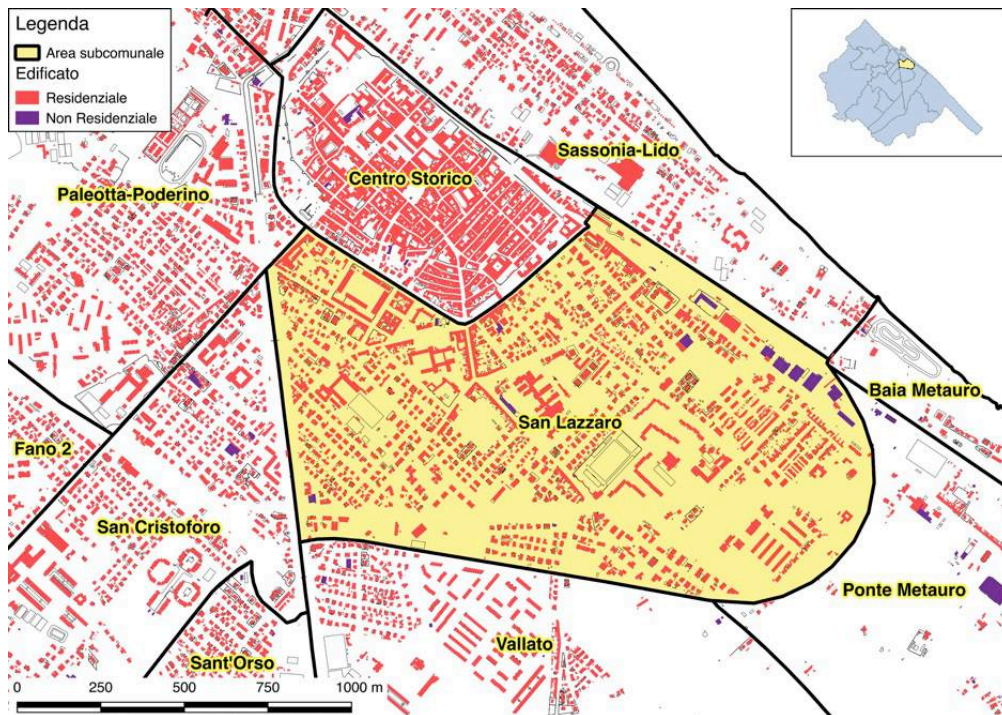 Legenda
Area subcomunale
Edificato
Residenziale
Non Residenziale
Sassonia-Lido
Centro Storico
Paleotta-Poderino
Baia Metauro
San Lazzaro
Fano 2
San Cristoforo
Ponte Metauro
Vallato
Sant'Orso
0 250 500 750 1000 m